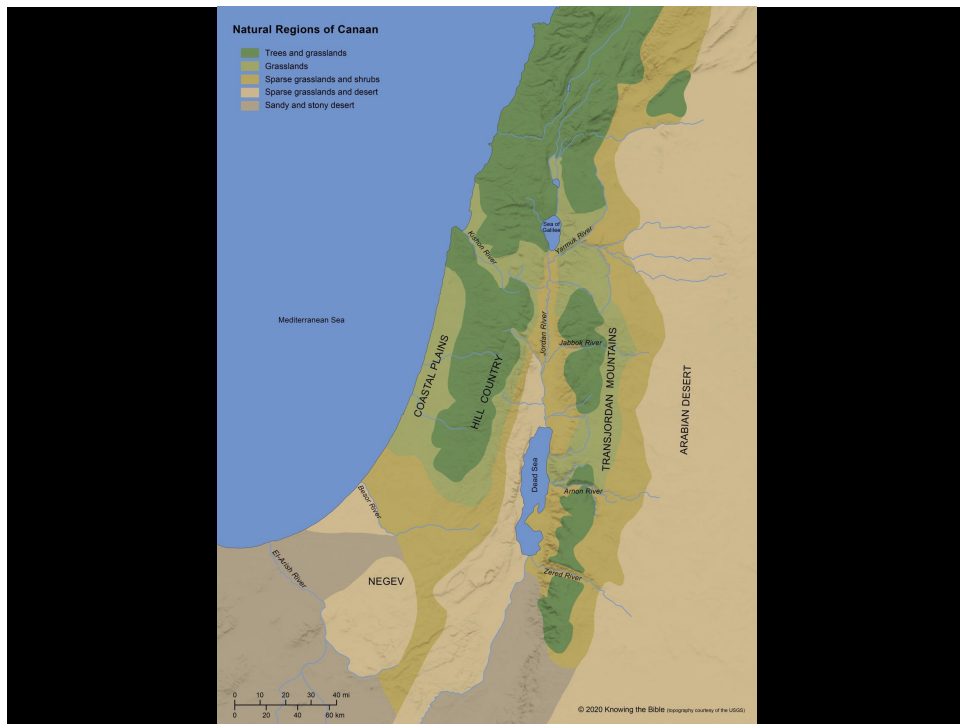 Natural Regions of Canaan
Trees and grasslands
Grasslands
Sparse grasslands and shrubs
Sparse grasslands and desert
Sandy and stony desert
Sea of
Galilee
Kishon River
Yarmuk River
Mediterranean Sea
Jordan River
Jabbok River
COASTAL PLAINS
HILL COUNTRY
TRANSJORDAN MOUNTAINS
ARABIAN DESERT
Dead Sea
Besor River
Arnon River
El-Arish River
NEGEV
Zered River
0 10 20 30 40 mi
0 20 40 60 km
© 2020 Knowing the Bible (topography courtesy of the USGS)